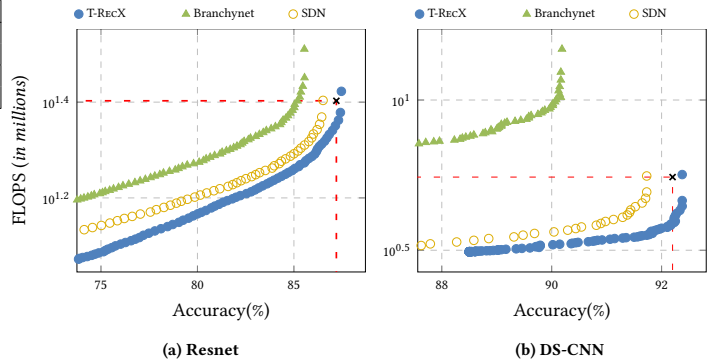 T-RECX Branchynet SDN
T-RECX Branchynet SDN
FLOPS (in millions)
10^1.4
10^1.2
75 80 85
Accuracy(%)
(a) Resnet
10^1
10^0.5
88 90 92
Accuracy(%)
(b) DS-CNN